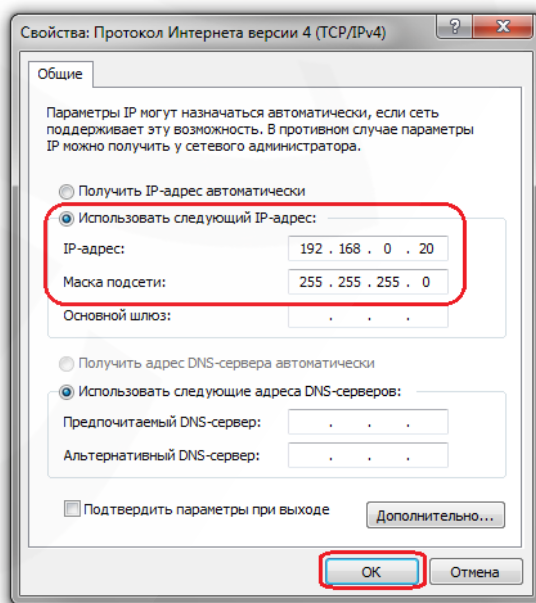 Свойства: Протокол Интернета версии 4 (TCP/IPv4)
Общие
Параметры IP могут назначаться автоматически, если сеть
поддерживает эту возможность. В противном случае параметры
IP можно получить у сетевого администратора.
Получить IP-адрес автоматически
Использовать следующий IP-адрес:
IP-адрес: 192 . 168 . 0 . 20
Маска подсети: 255 . 255 . 255 . 0
Основной шлюз: . . .
Получить адрес DNS-сервера автоматически
Использовать следующие адреса DNS-серверов:
Предпочитаемый DNS-сервер: . . .
Альтернативный DNS-сервер: . . .
Подтвердить параметры при выходе
Дополнительно...
ОК Отмена